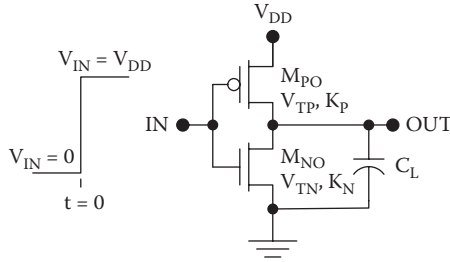 V_DD
V_IN = V_DD
M_PO
V_TP, K_P
IN
OUT
V_IN = 0
M_NO
V_TN, K_N
C_L
t = 0